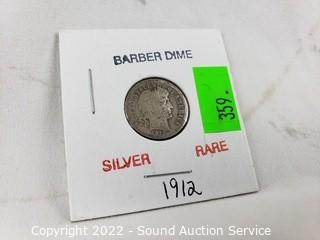 BARBER DIME
359.
SILVER RARE
1912
Copyright 2022 - Sound Auction Service